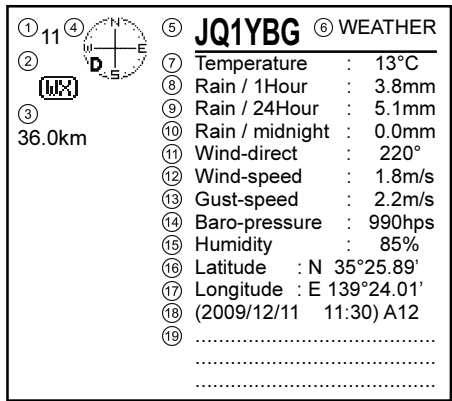 ① 11 ④ N
W E
S
② D
WX
③
36.0km
⑤ JQ1YBG ⑥ WEATHER
⑦ Temperature : 13°C
⑧ Rain / 1Hour : 3.8mm
⑨ Rain / 24Hour : 5.1mm
⑩ Rain / midnight : 0.0mm
⑪ Wind-direct : 220°
⑫ Wind-speed : 1.8m/s
⑬ Gust-speed : 2.2m/s
⑭ Baro-pressure : 990hps
⑮ Humidity : 85%
⑯ Latitude : N 35°25.89’
⑰ Longitude : E 139°24.01’
⑱ (2009/12/11 11:30) A12
⑲ ..........................................
..........................................
..........................................